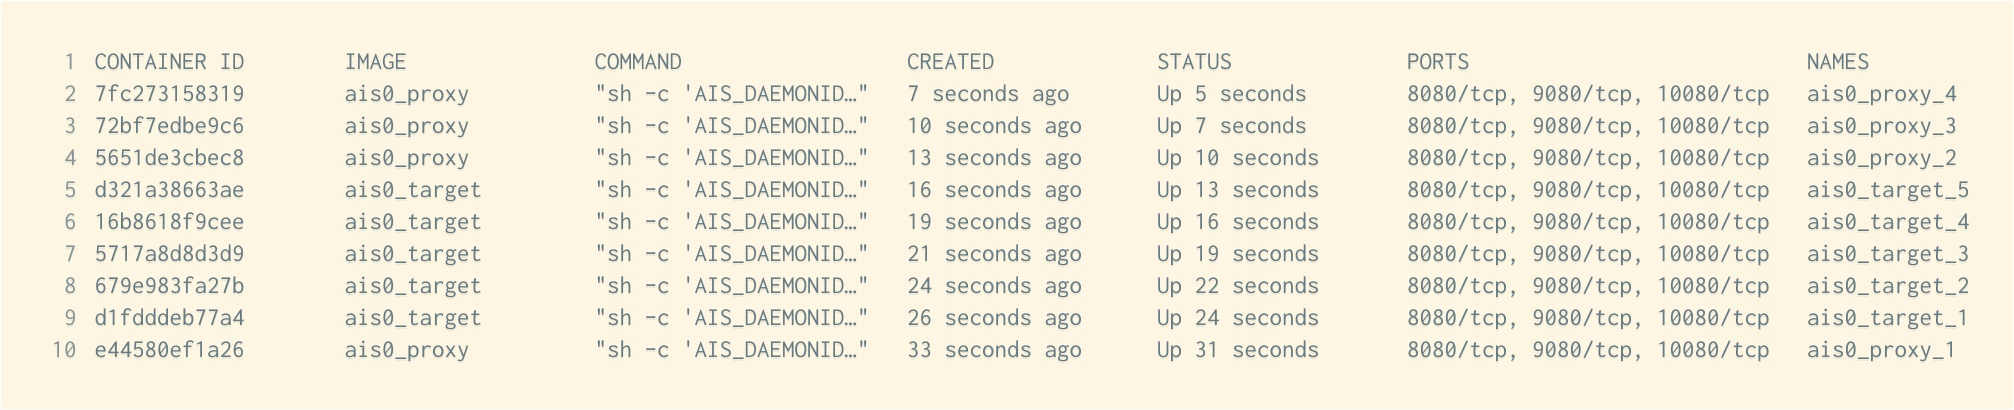 1 CONTAINER ID IMAGE COMMAND CREATED STATUS PORTS NAMES
2 7fc273158319 ais0_proxy "sh -c 'AIS_DAEMONID…" 7 seconds ago Up 5 seconds 8080/tcp, 9080/tcp, 10080/tcp ais0_proxy_4
3 72bf7edbe9c6 ais0_proxy "sh -c 'AIS_DAEMONID…" 10 seconds ago Up 7 seconds 8080/tcp, 9080/tcp, 10080/tcp ais0_proxy_3
4 5651de3cbec8 ais0_proxy "sh -c 'AIS_DAEMONID…" 13 seconds ago Up 10 seconds 8080/tcp, 9080/tcp, 10080/tcp ais0_proxy_2
5 d321a38663ae ais0_target "sh -c 'AIS_DAEMONID…" 16 seconds ago Up 13 seconds 8080/tcp, 9080/tcp, 10080/tcp ais0_target_5
6 16b8618f9cee ais0_target "sh -c 'AIS_DAEMONID…" 19 seconds ago Up 16 seconds 8080/tcp, 9080/tcp, 10080/tcp ais0_target_4
7 5717a8d8d3d9 ais0_target "sh -c 'AIS_DAEMONID…" 21 seconds ago Up 19 seconds 8080/tcp, 9080/tcp, 10080/tcp ais0_target_3
8 679e983fa27b ais0_target "sh -c 'AIS_DAEMONID…" 24 seconds ago Up 22 seconds 8080/tcp, 9080/tcp, 10080/tcp ais0_target_2
9 d1fdddeb77a4 ais0_target "sh -c 'AIS_DAEMONID…" 26 seconds ago Up 24 seconds 8080/tcp, 9080/tcp, 10080/tcp ais0_target_1
10 e44580ef1a26 ais0_proxy "sh -c 'AIS_DAEMONID…" 33 seconds ago Up 31 seconds 8080/tcp, 9080/tcp, 10080/tcp ais0_proxy_1